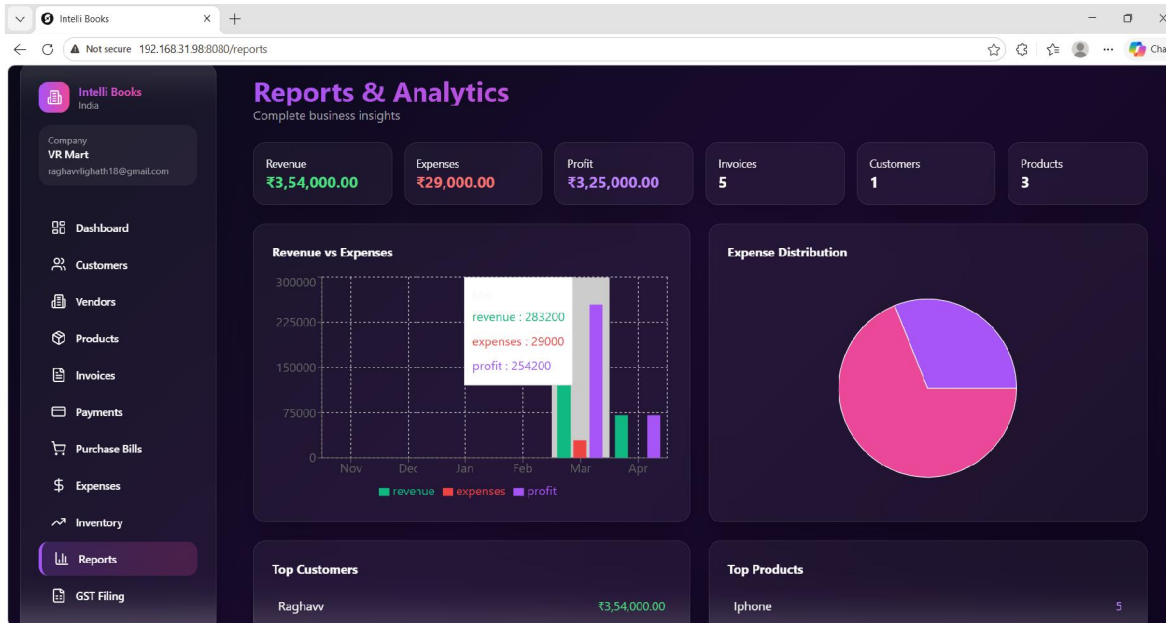 Intelli Books
Not secure 192.168.31.98:8080/reports
Cha
Intelli Books
India
Company
VR Mart
raghavvlighath18@gmail.com
Dashboard
Customers
Vendors
Products
Invoices
Payments
Purchase Bills
Expenses
Inventory
Reports
GST Filing
Reports & Analytics
Complete business insights
Revenue
₹3,54,000.00
Expenses
₹29,000.00
Profit
₹3,25,000.00
Invoices
5
Customers
1
Products
3
Revenue vs Expenses
300000
225000
150000
75000
0
revenue : 283200
expenses : 29000
profit : 254200
Nov Dec Jan Feb Mar Apr
revenue expenses profit
Expense Distribution
Top Customers
Raghavv ₹3,54,000.00
Top Products
Iphone 5